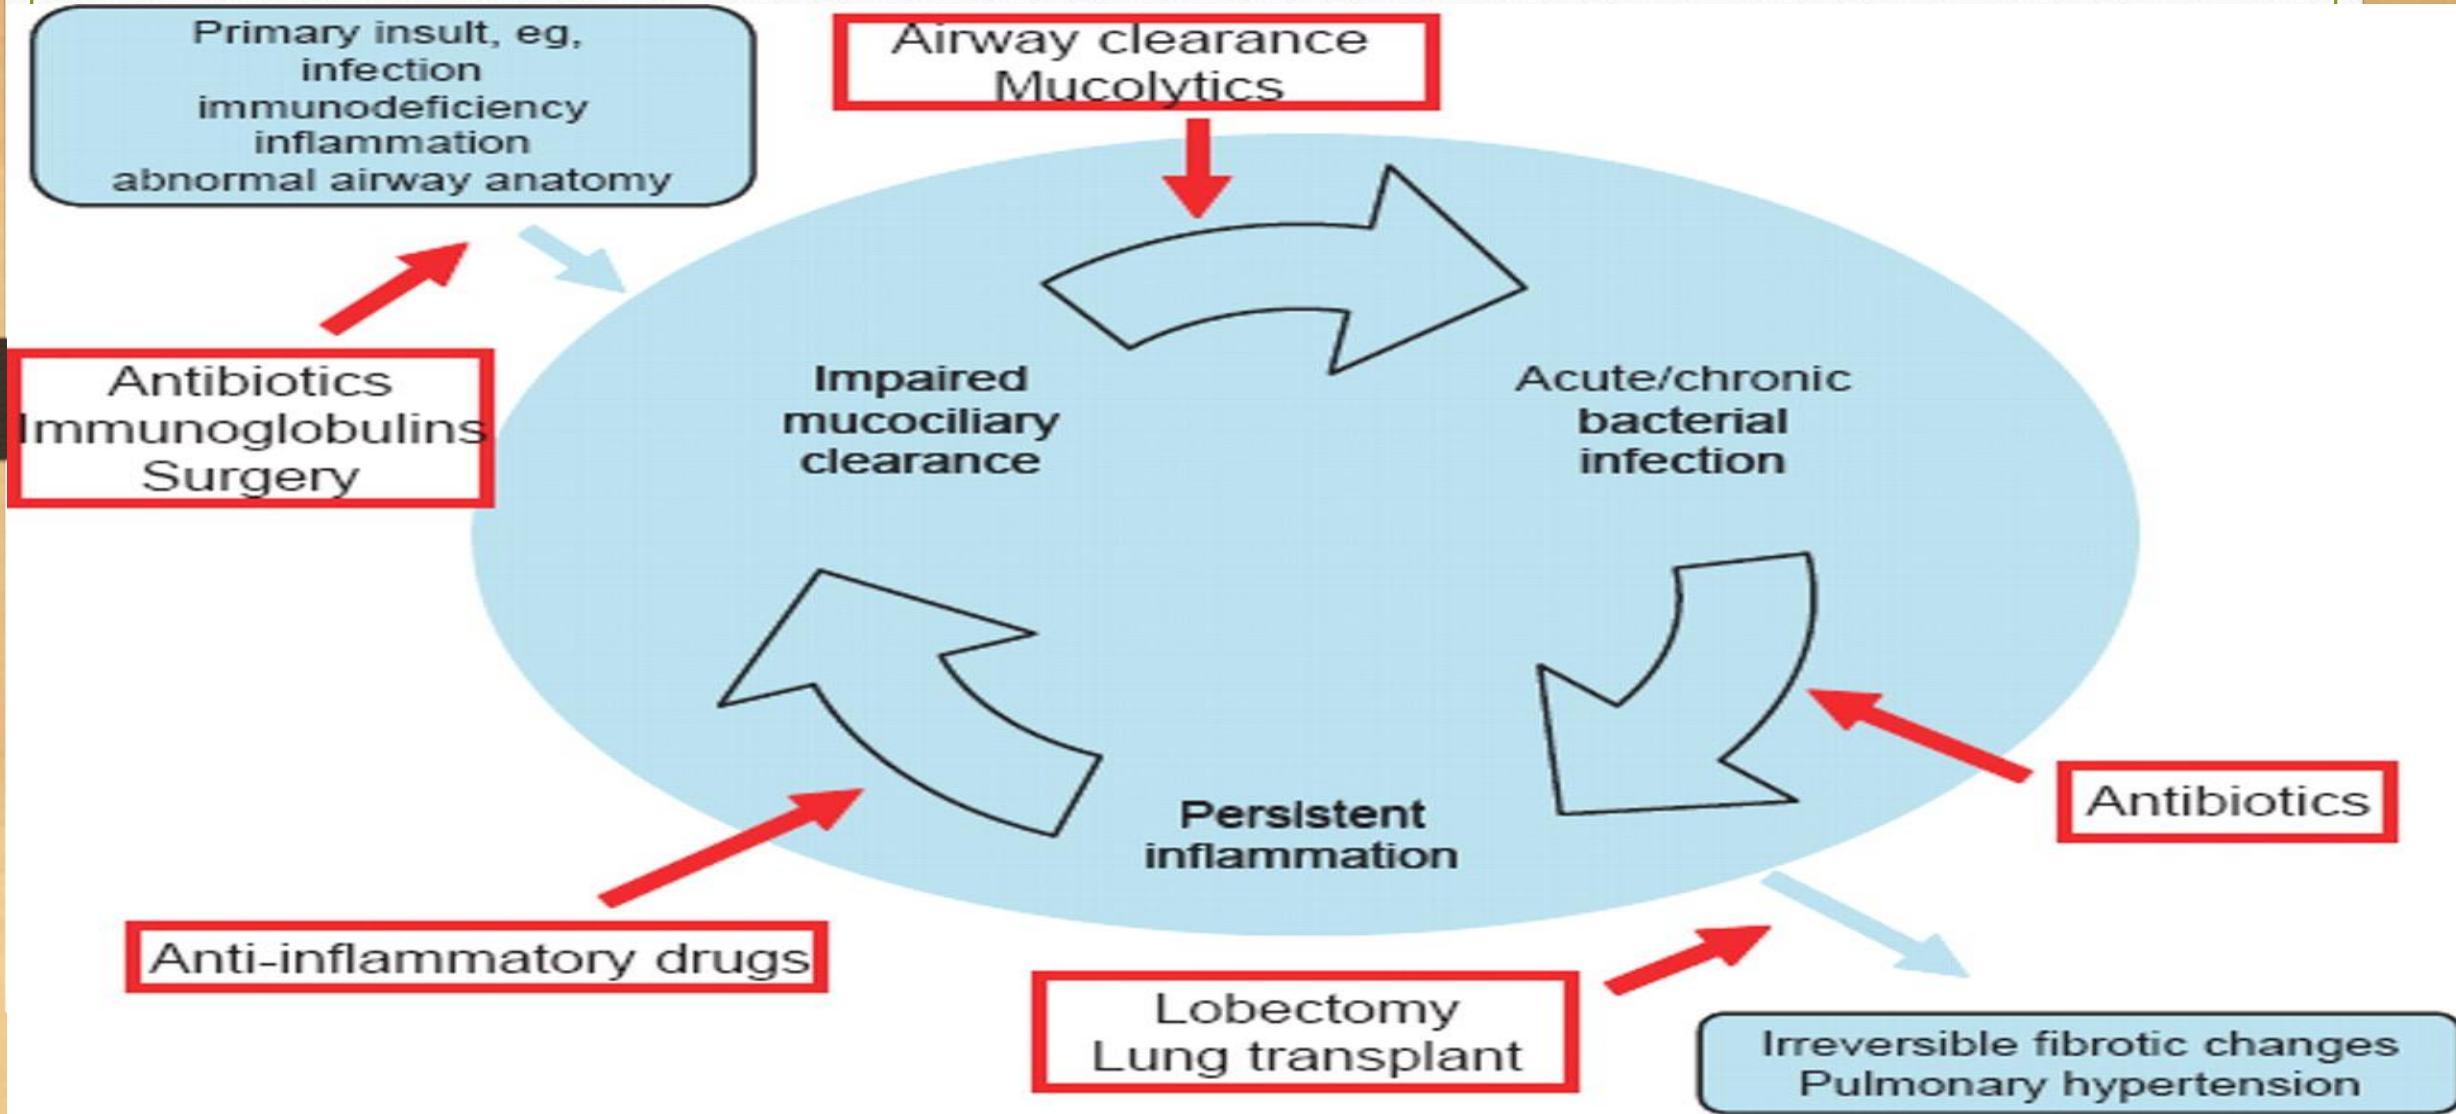 Primary insult, eg,
infection
immunodeficiency
inflammation
abnormal airway anatomy
Airway clearance
Mucolytics
Antibiotics
Immunoglobulins
Surgery
Impaired
mucociliary
clearance
Acute/chronic
bacterial
infection
Persistent
inflammation
Antibiotics
Anti-inflammatory drugs
Lobectomy
Lung transplant
Irreversible fibrotic changes
Pulmonary hypertension